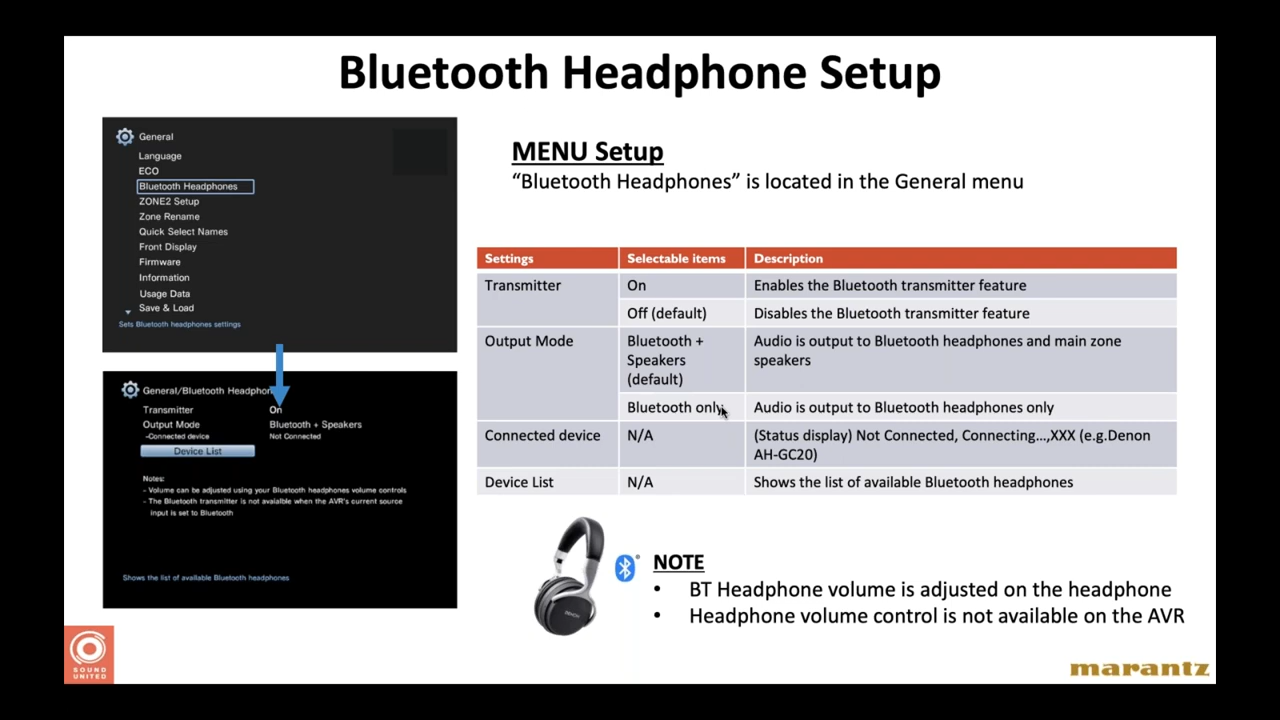 Bluetooth Headphone Setup
General
Language
ECO
Bluetooth Headphones
ZONE2 Setup
Zone Rename
Quick Select Names
Front Display
Firmware
Information
Usage Data
Save & Load
Sets Bluetooth headphones settings
General/Bluetooth Headphon
Transmitter On
Output Mode Bluetooth + Speakers
-Connected device Not Connected
Device List
Notes:
- Volume can be adjusted using your Bluetooth headphones volume controls
- The Bluetooth transmitter is not available when the AVR's current source
input is set to Bluetooth
Shows the list of available Bluetooth headphones
MENU Setup
“Bluetooth Headphones” is located in the General menu
Settings Selectable items Description
Transmitter On Enables the Bluetooth transmitter feature
Off (default) Disables the Bluetooth transmitter feature
Output Mode Bluetooth + Audio is output to Bluetooth headphones and main zone
Speakers speakers
(default)
Bluetooth only Audio is output to Bluetooth headphones only
Connected device N/A (Status display) Not Connected, Connecting...,XXX (e.g.Denon
AH-GC20)
Device List N/A Shows the list of available Bluetooth headphones
DENON
NOTE
• BT Headphone volume is adjusted on the headphone
• Headphone volume control is not available on the AVR
SOUND
UNITED
marantz